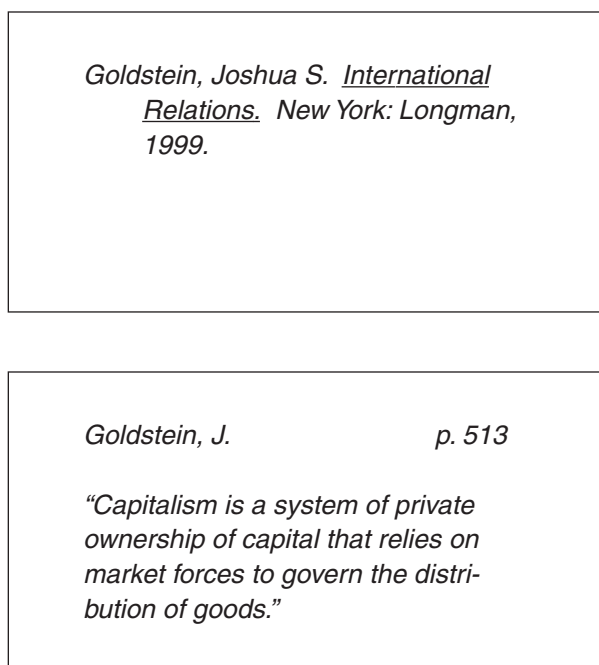 Goldstein, Joshua S. International
Relations. New York: Longman,
1999.
Goldstein, J. p. 513
“Capitalism is a system of private
ownership of capital that relies on
market forces to govern the distri-
bution of goods.”